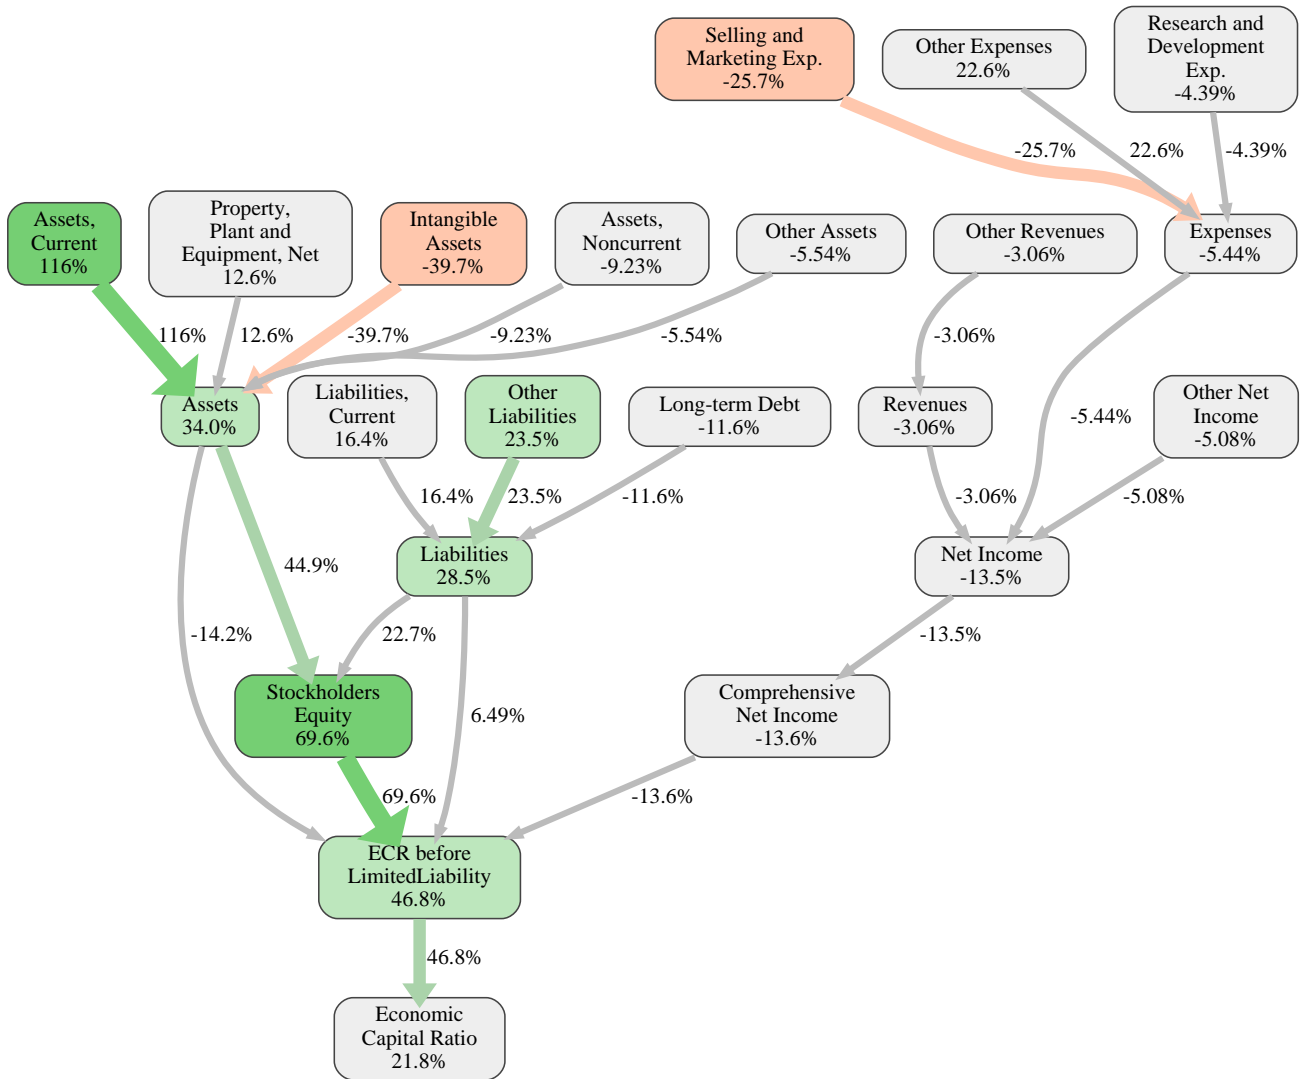 Selling and
Marketing Exp.
-25.7%
Other Expenses
22.6%
Research and
Development
Exp.
-4.39%
-25.7%
22.6%
-4.39%
Assets,
Current
116%
Property,
Plant and
Equipment, Net
12.6%
Intangible
Assets
-39.7%
Assets,
Noncurrent
-9.23%
Other Assets
-5.54%
Other Revenues
-3.06%
Expenses
-5.44%
116%
12.6%
-39.7%
-9.23%
-5.54%
-3.06%
Assets
34.0%
Liabilities,
Current
16.4%
Other
Liabilities
23.5%
Long-term Debt
-11.6%
Revenues
-3.06%
-5.44%
Other Net
Income
-5.08%
16.4%
23.5%
-11.6%
-3.06%
-5.08%
44.9%
Liabilities
28.5%
Net Income
-13.5%
-14.2%
22.7%
-13.5%
Stockholders
Equity
69.6%
6.49%
Comprehensive
Net Income
-13.6%
69.6%
-13.6%
ECR before
LimitedLiability
46.8%
46.8%
Economic
Capital Ratio
21.8%